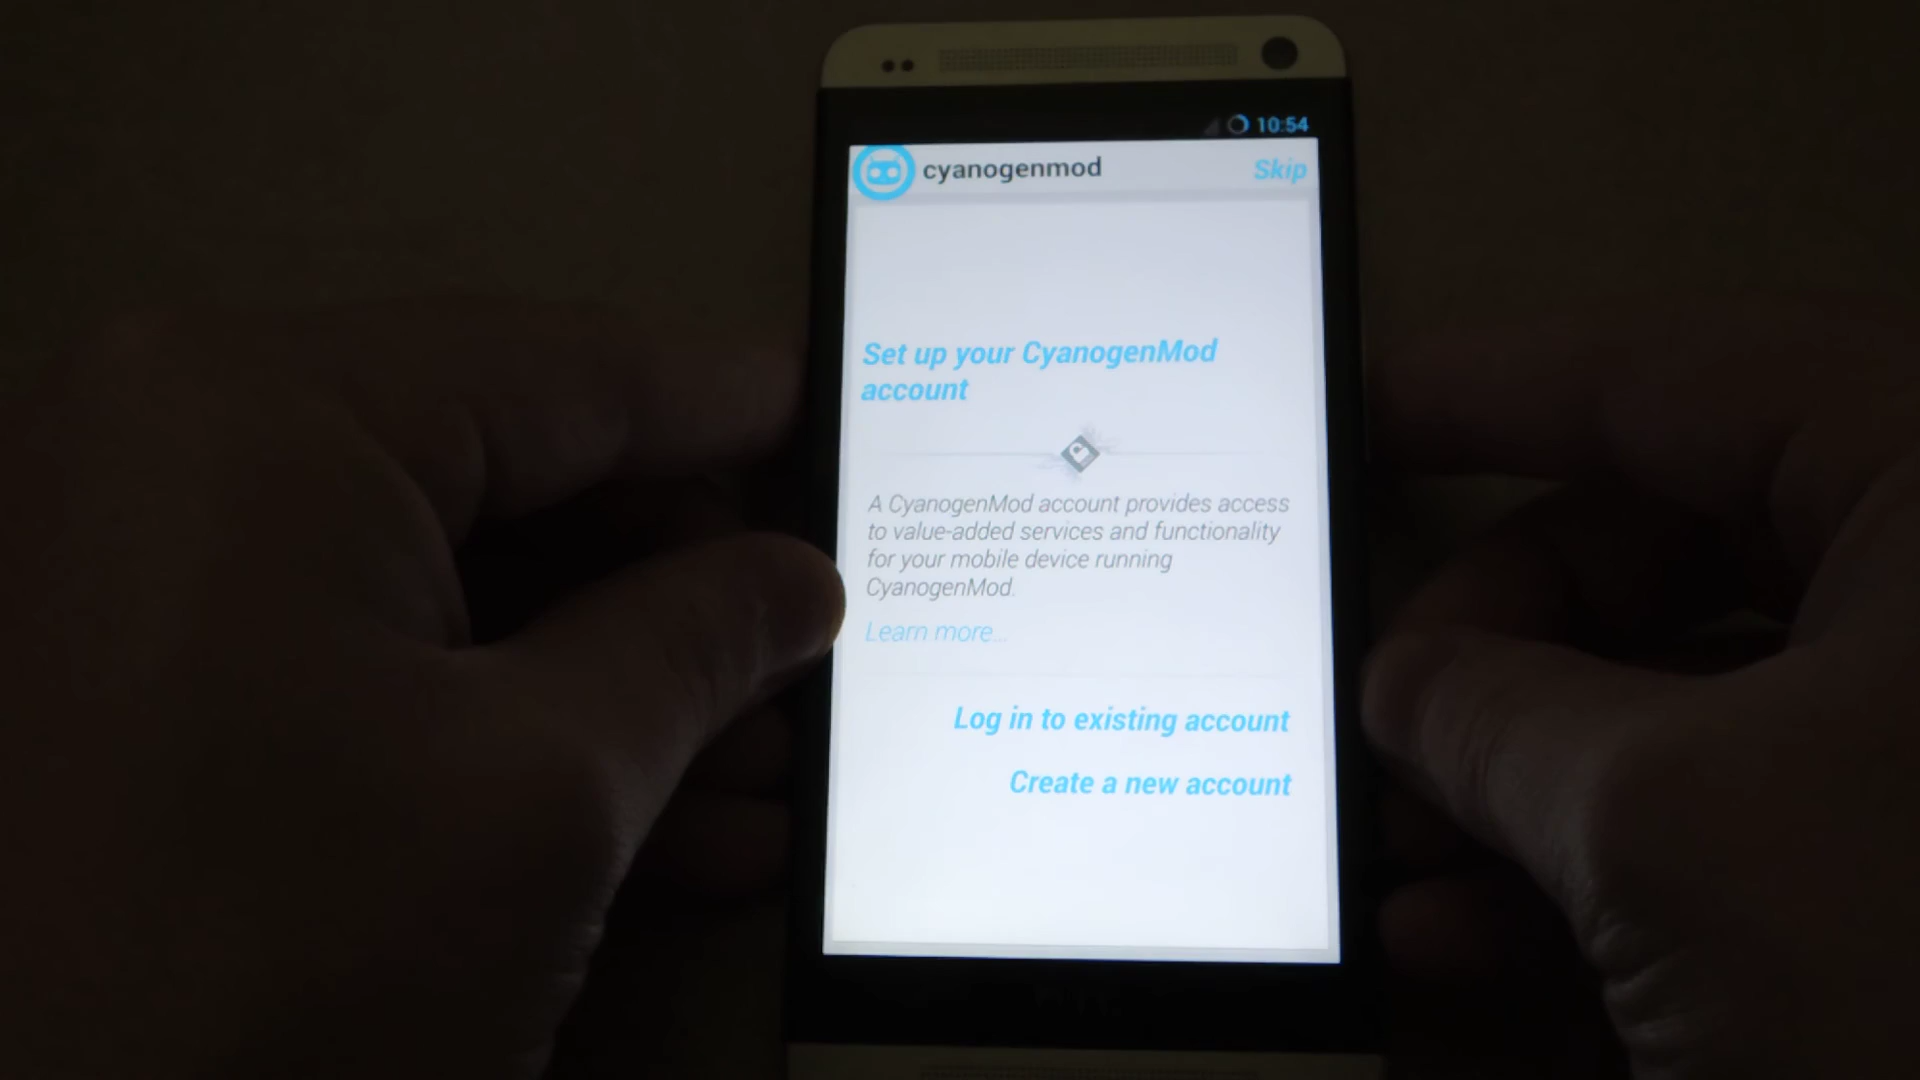 10:54
cyanogenmod
Skip
Set up your CyanogenMod
account
A CyanogenMod account provides access
to value-added services and functionality
for your mobile device running
CyanogenMod.
Learn more...
Log in to existing account
Create a new account